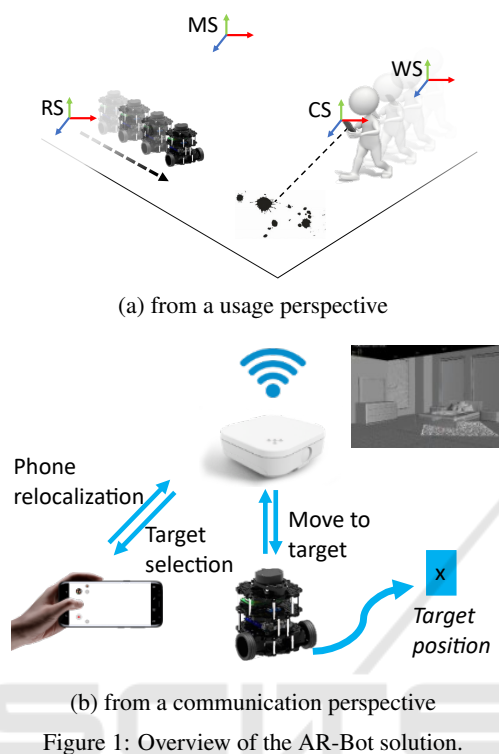 MS
WS
RS
CS
(a) from a usage perspective
Phone
relocalization
Target
selection
Move to
target
x
Target
position
(b) from a communication perspective
Figure 1: Overview of the AR-Bot solution.